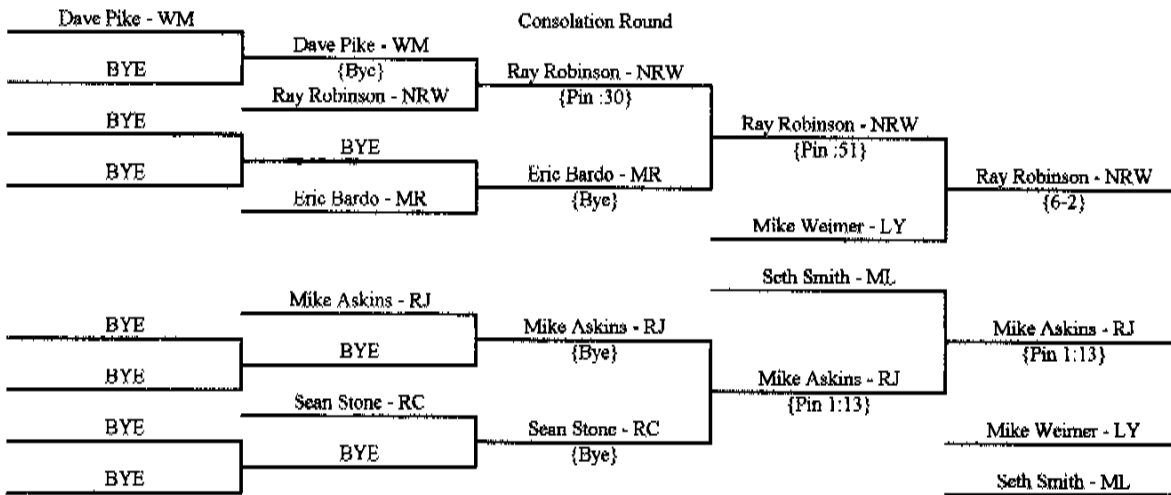 Consolation Round
Dave Pike - WM
BYE
BYE
BYE
Dave Pike - WM
{Bye}
Ray Robinson - NRW
BYE
Eric Bardo - MR
Ray Robinson - NRW
{Pin :30}
Eric Bardo - MR
{Bye}
Ray Robinson - NRW
{Pin :51}
Mike Weimer - LY
Ray Robinson - NRW
{6-2}
BYE
BYE
BYE
BYE
Mike Askins - RJ
BYE
Sean Stone - RC
BYE
Mike Askins - RJ
{Bye}
Sean Stone - RC
{Bye}
Seth Smith - ML
Mike Askins - RJ
{Pin 1:13}
Mike Askins - RJ
{Pin 1:13}
Mike Weimer - LY
Seth Smith - ML